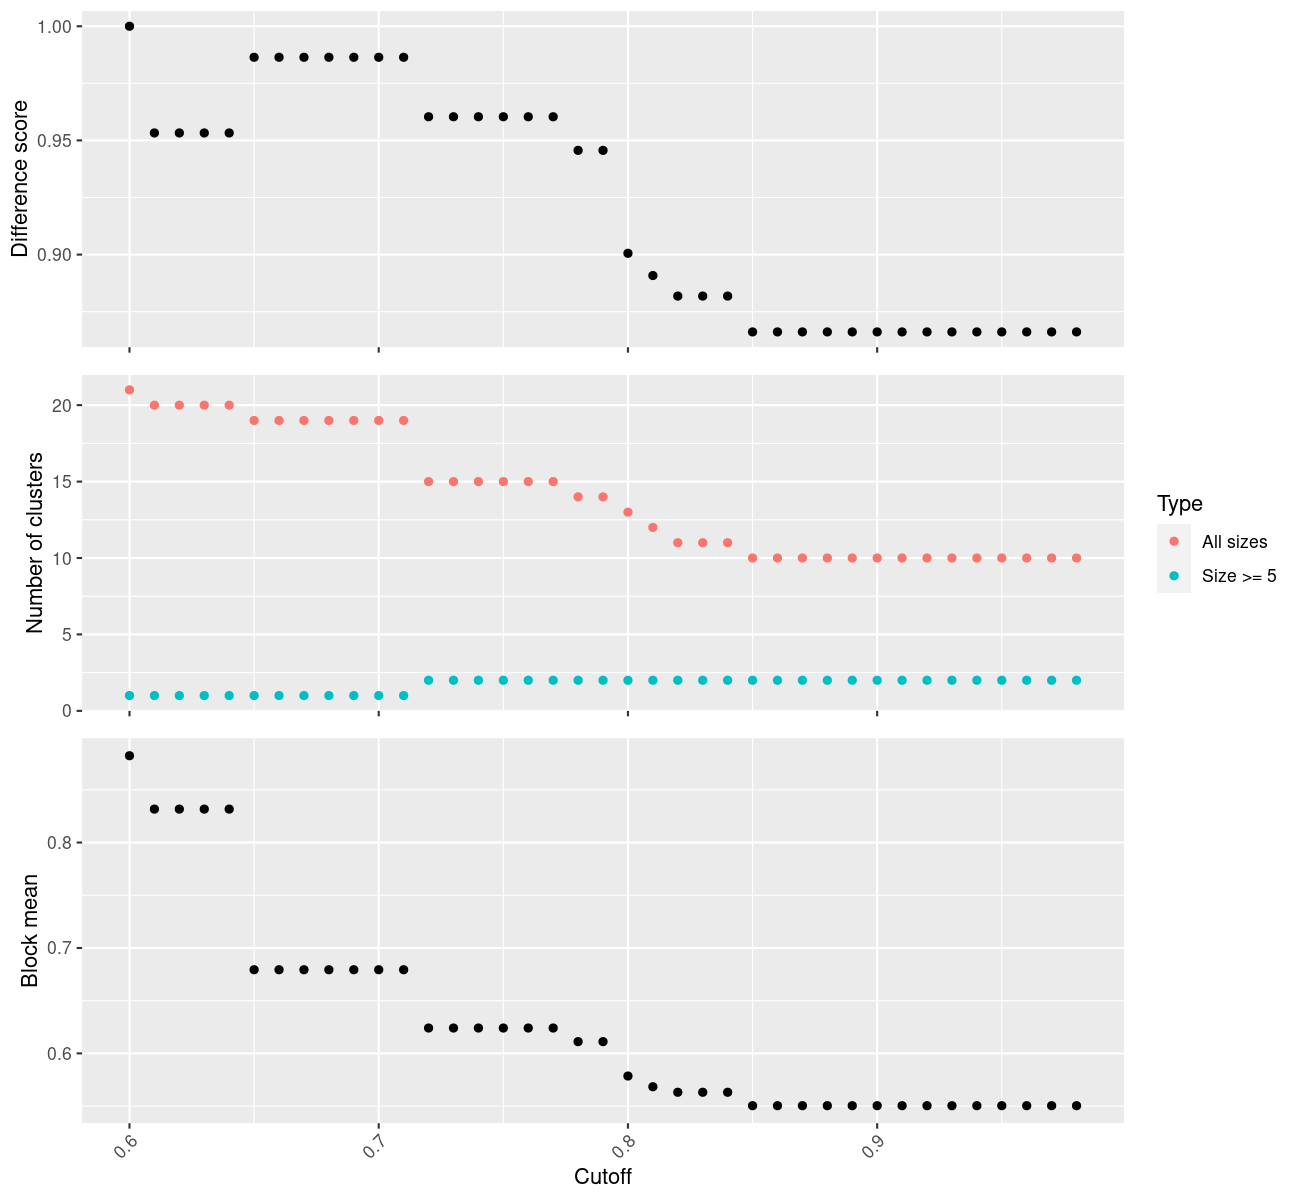 Difference score
1.00
0.95
0.90
Number of clusters
20
15
10
5
0
Type
All sizes
Size >= 5
Block mean
0.8
0.7
0.6
0.6
0.7
0.8
0.9
Cutoff